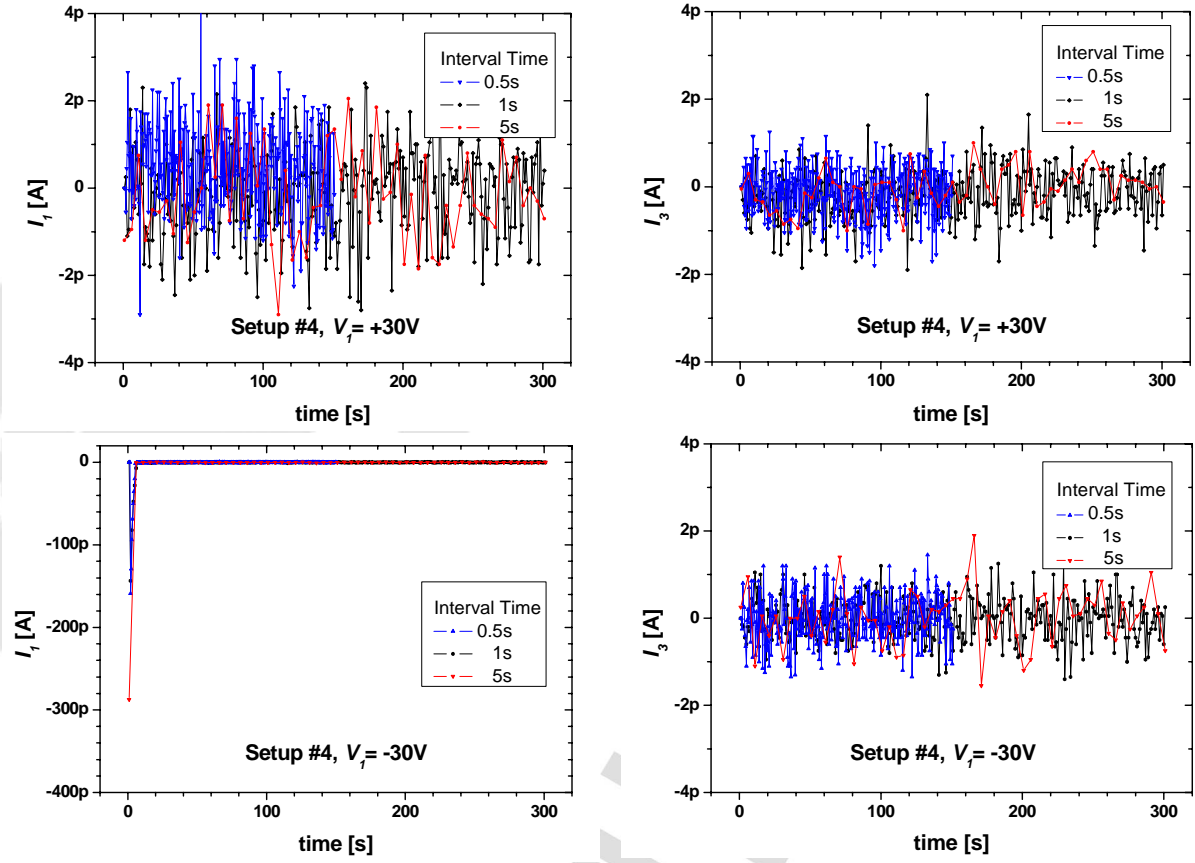 4p
2p
0
-2p
-4p
I₁ [A]
Interval Time
0.5s
1s
5s
Setup #4, V₁= +30V
0
100
200
300
time [s]
4p
2p
0
-2p
-4p
I₃ [A]
Interval Time
0.5s
1s
5s
Setup #4, V₁= +30V
0
100
200
300
time [s]
0
-100p
-200p
-300p
-400p
I₁ [A]
Interval Time
0.5s
1s
5s
Setup #4, V₁= -30V
0
100
200
300
time [s]
4p
2p
0
-2p
-4p
I₃ [A]
Interval Time
0.5s
1s
5s
Setup #4, V₁= -30V
0
100
200
300
time [s]